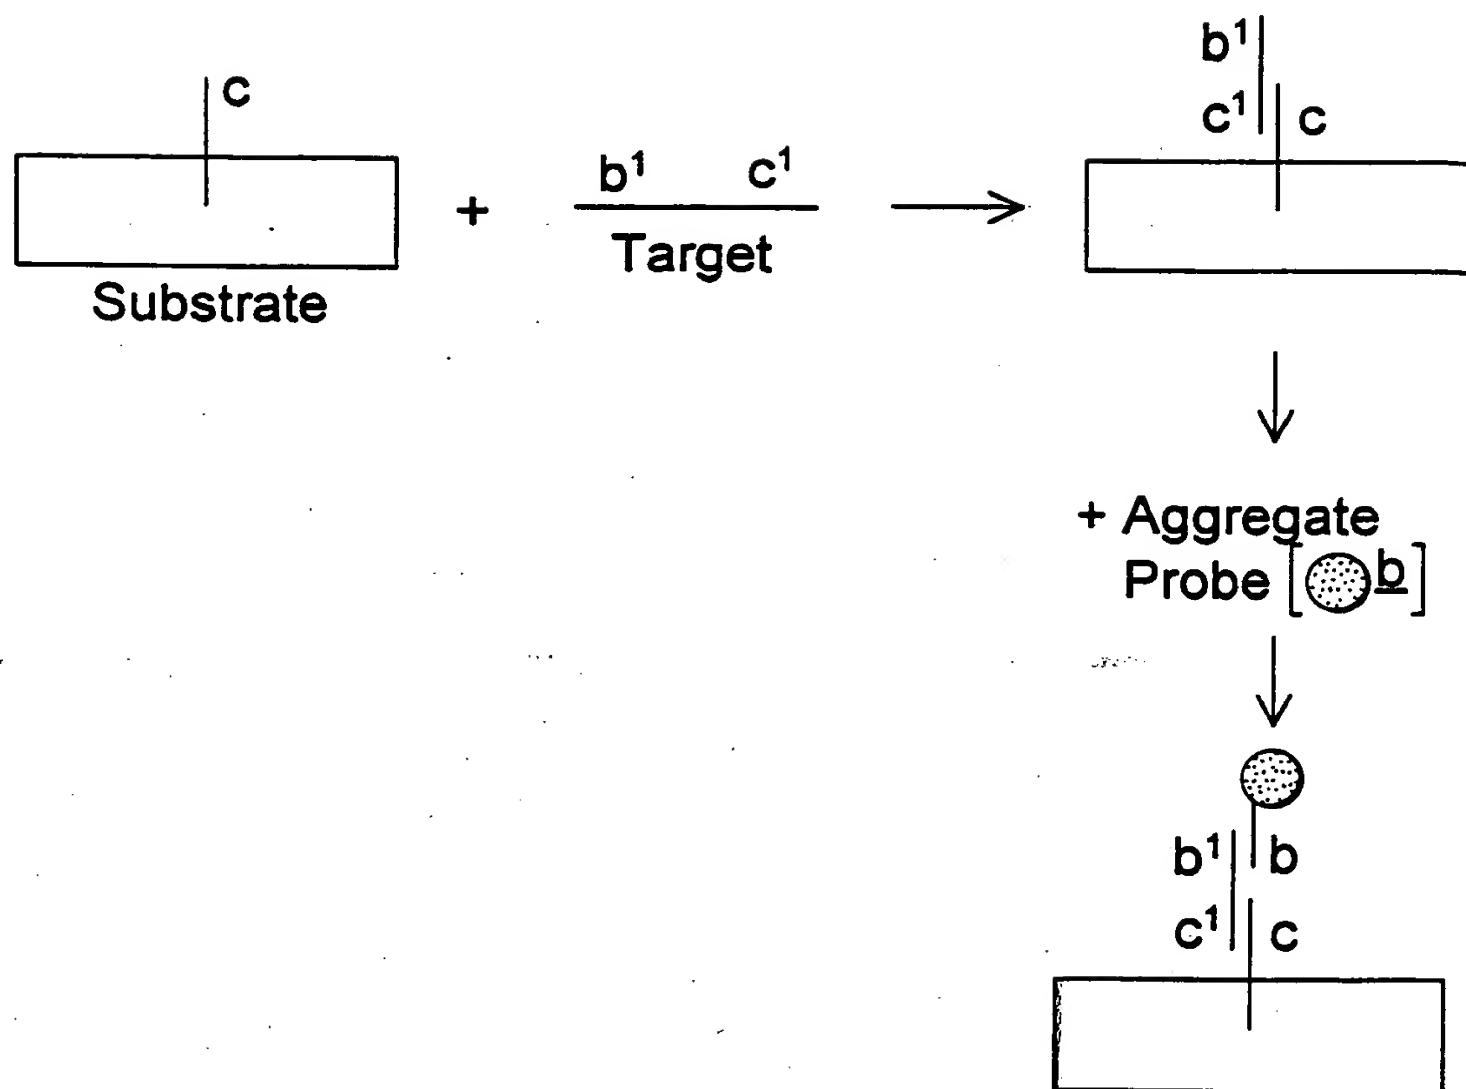 c
Substrate
+
b¹ c¹
Target
b¹
c¹ c
+ Aggregate
Probe [ b ]
b¹ b
c¹ c